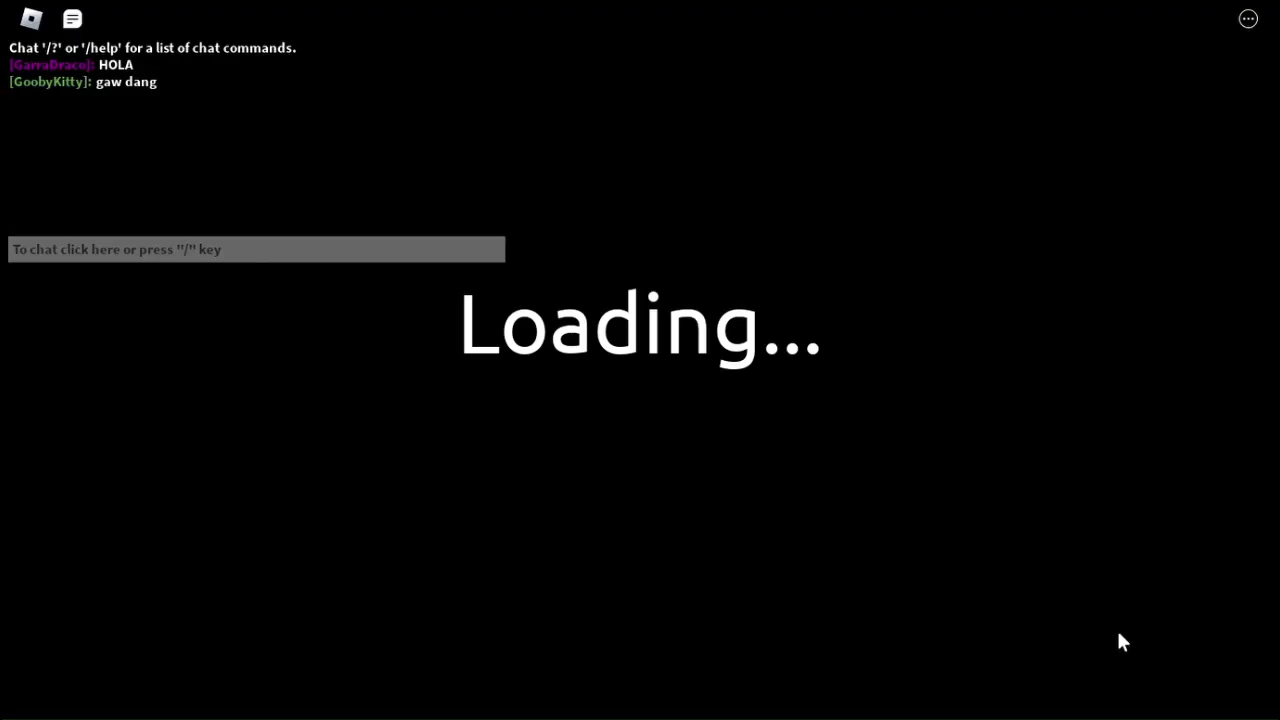 Chat '/?' or '/help' for a list of chat commands.
[GarraDraco]: HOLA
[GoobyKitty]: gaw dang
To chat click here or press "/" key
Loading...